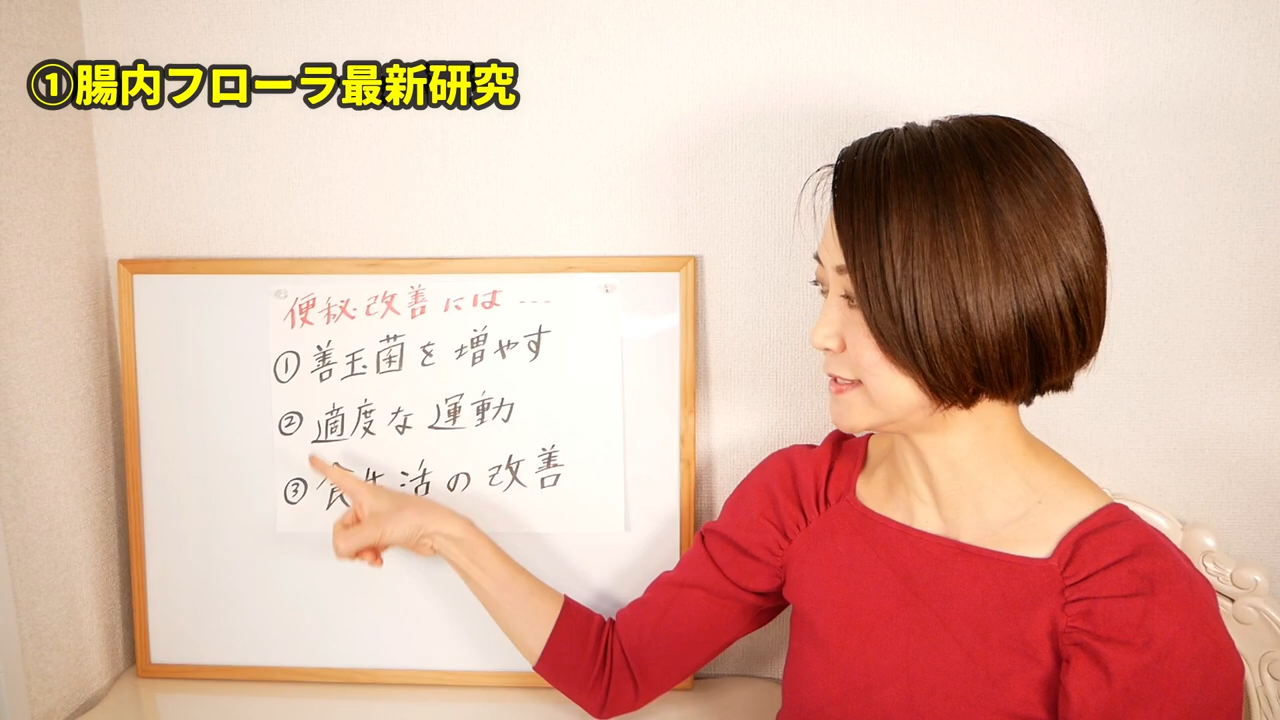 ①腸内フローラ最新研究
便秘改善には---
①善玉菌を増やす
②適度な運動
③食生活の改善